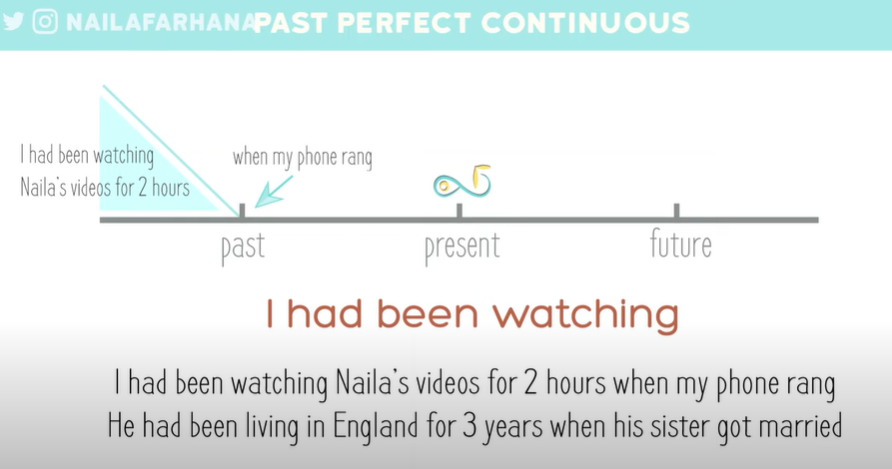 NAILAFARHANA
PAST PERFECT CONTINUOUS
I had been watching
Naila's videos for 2 hours
when my phone rang
past
present
future
I had been watching
I had been watching Naila's videos for 2 hours when my phone rang
He had been living in England for 3 years when his sister got married